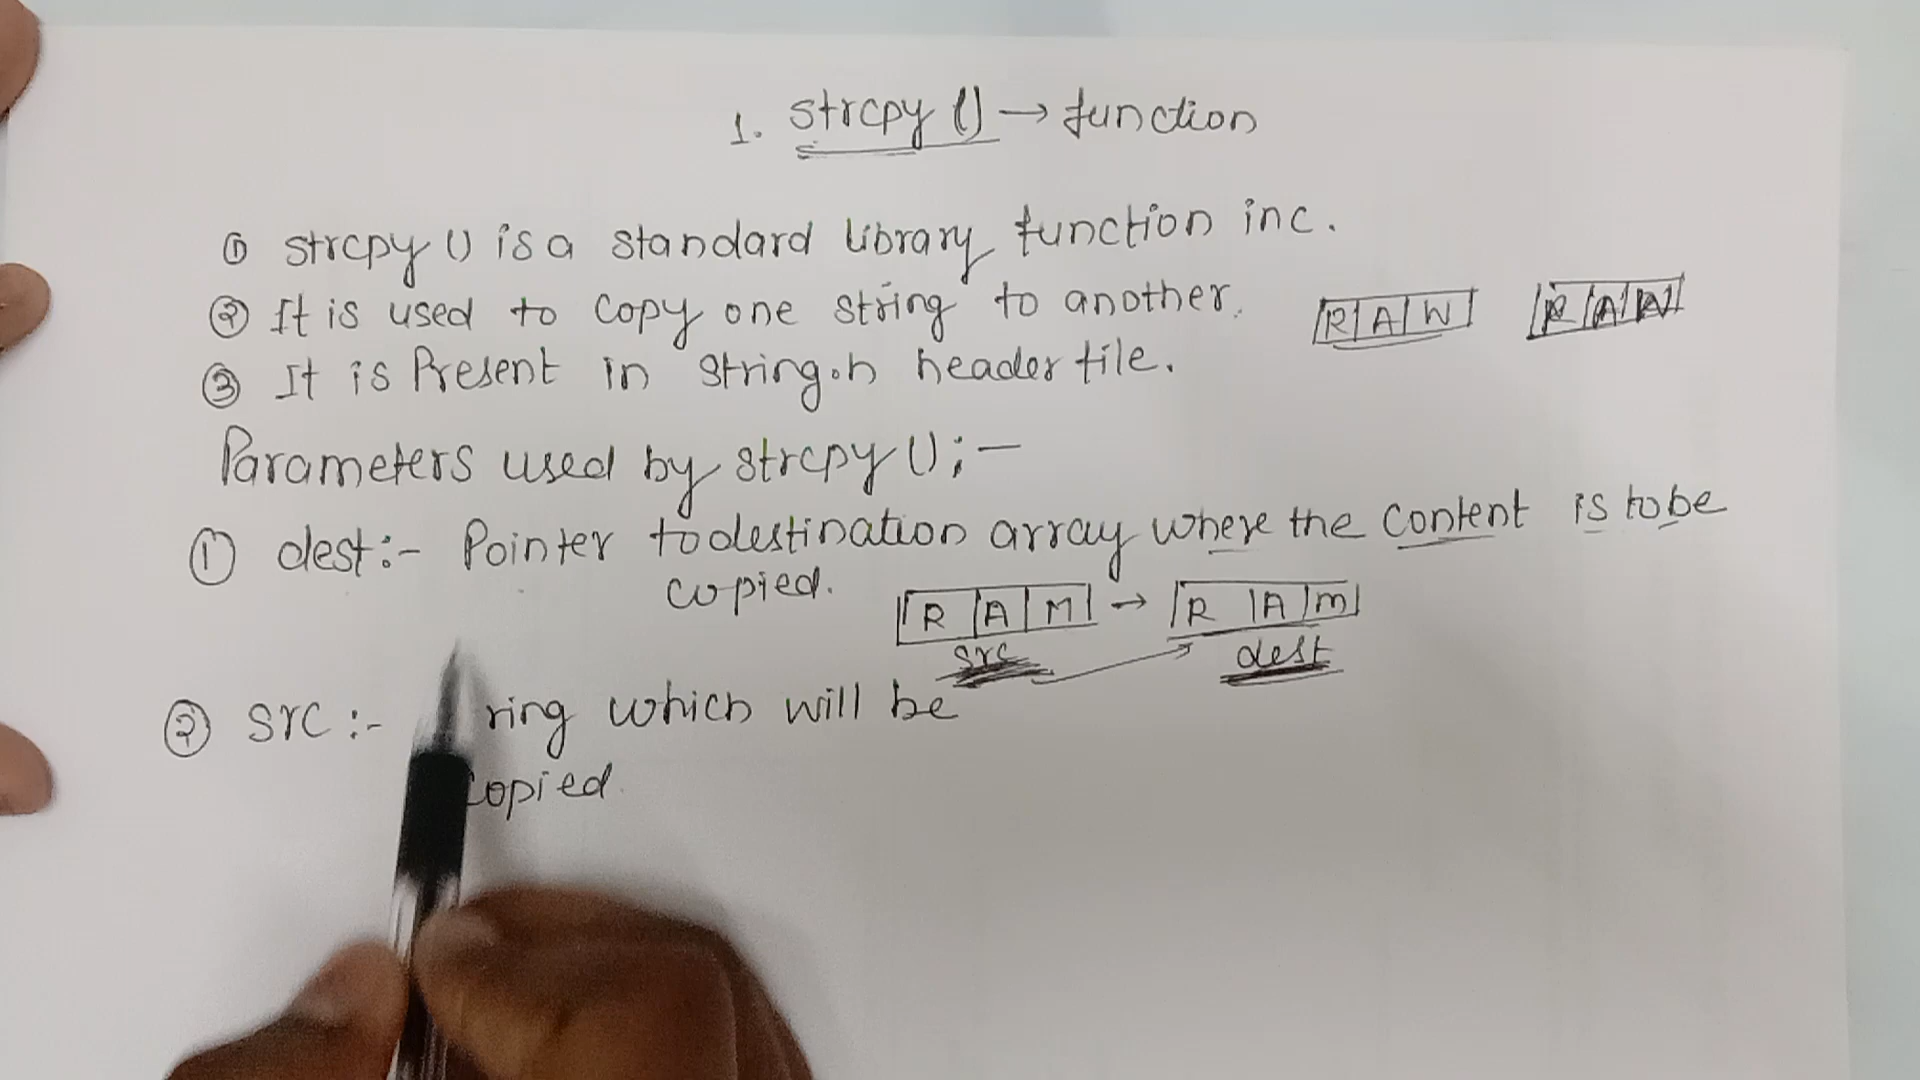 1. strcpy () → function
① strcpy () is a standard library function in c.
② It is used to copy one string to another. R A W R A W
③ It is Present in string.h header file.
Parameters used by strcpy () ; —
① dest :- Pointer to destination array where the content is to be
copied. R A M → R A m
src dest
② src :- ring which will be
copied.